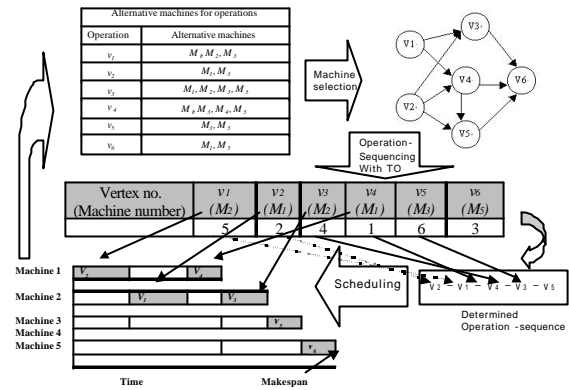 Alternative machines for operations
Operation Alternative machines
v1 M1, M2, M3
v2 M1, M3
v3 M1, M2, M3, M5
v4 M1, M3, M4, M5
v5 M3, M5
v6 M1, M5
Machine selection
V1
V2
V3
V4
V5
V6
Operation-
Sequencing
With TO
Vertex no. v1 v2 v3 v4 v5 v6
(Machine number) (M2) (M1) (M2) (M1) (M3) (M5)
5 2 4 1 6 3
Machine 1 V2 V4
Machine 2 V1 V3
Machine 3 v5
Machine 4
Machine 5 v6
Time Makespan
Scheduling
V2 - V1 - V4 - V3 - V5
Determined
Operation -sequence